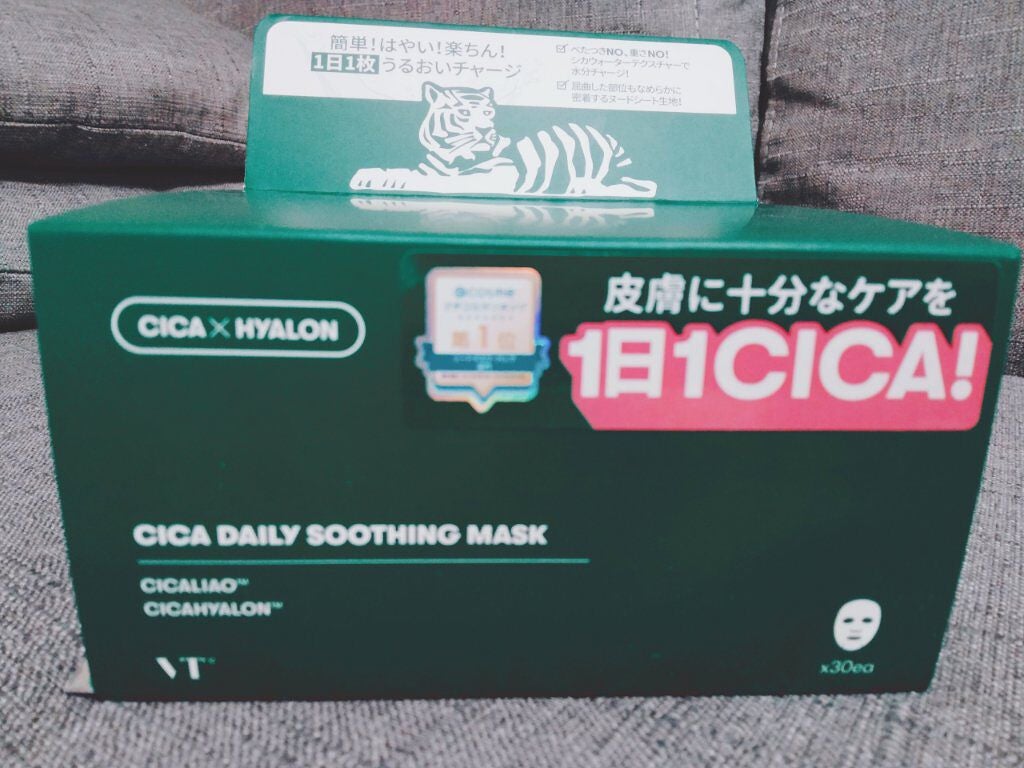 簡単!はやい!楽ちん!
1日1枚うるおいチャージ
べたつきNO、重さNO!
シカウォーターテクスチャーで
水分チャージ!
屈曲した部位もなめらかに
密着するヌードシート生地!
CICA×HYALON
@cosme
第1位
皮膚に十分なケアを
1日1CICA!
CICA DAILY SOOTHING MASK
CICALIAO™
CICAHYALON™
VT
x30ea